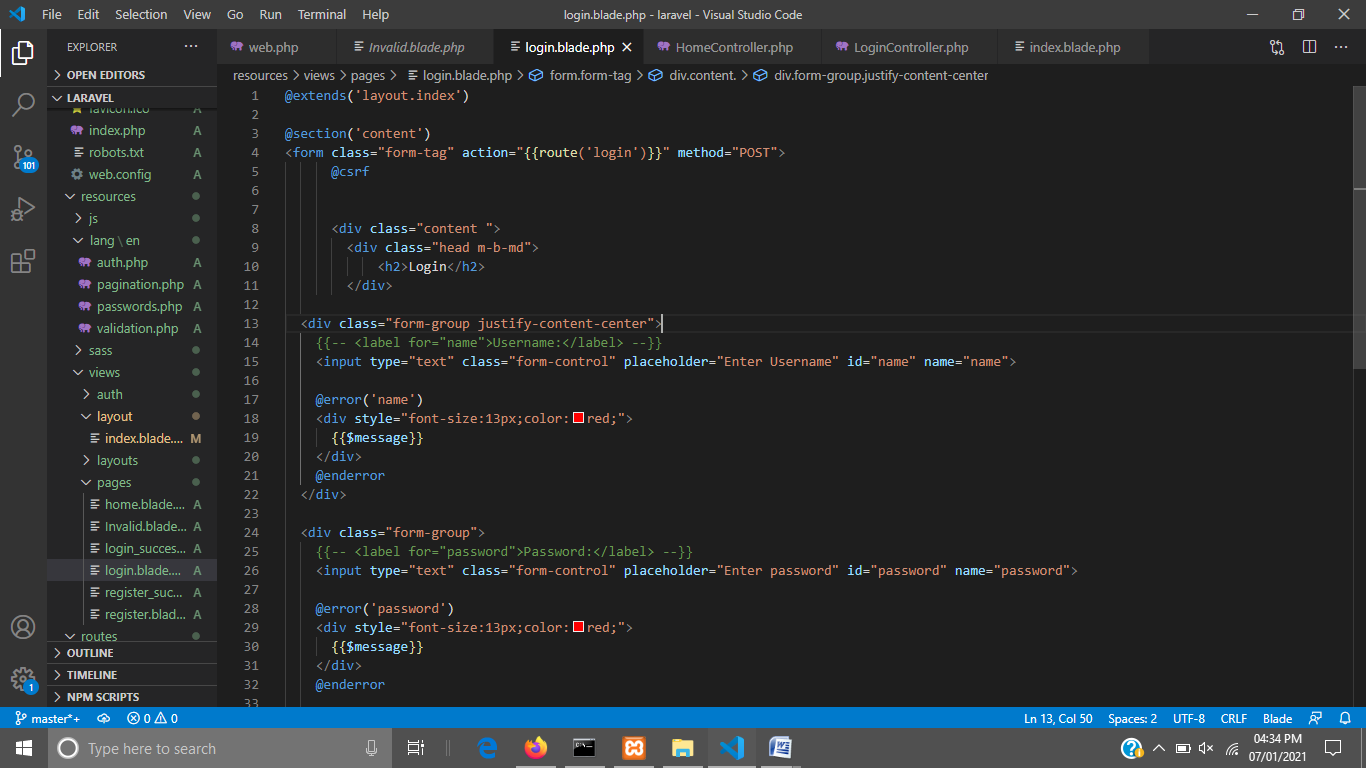 File Edit Selection View Go Run Terminal Help login.blade.php - laravel - Visual Studio Code
EXPLORER ···
web.php Invalid.blade.php login.blade.php HomeController.php LoginController.php index.blade.php
resources > views > pages > login.blade.php > form.form-tag > div.content. > div.form-group.justify-content-center
OPEN EDITORS
LARAVEL
favicon.ico A
index.php A
robots.txt A
web.config A
resources
js
lang \ en
auth.php A
pagination.php A
passwords.php A
validation.php A
sass
views
auth
layout
index.blade.... M
layouts
pages
home.blade.... A
Invalid.blade... A
login_succes... A
login.blade.... A
register_suc... A
register.blad... A
routes
OUTLINE
TIMELINE
NPM SCRIPTS
101
1
1 @extends('layout.index')
2
3 @section('content')
4 <form class="form-tag" action="{{route('login')}}" method="POST">
5 @csrf
6
7
8 <div class="content ">
9 <div class="head m-b-md">
10 <h2>Login</h2>
11 </div>
12
13 <div class="form-group justify-content-center">
14 {{-- <label for="name">Username:</label> --}}
15 <input type="text" class="form-control" placeholder="Enter Username" id="name" name="name">
16
17 @error('name')
18 <div style="font-size:13px;color:red;">
19 {{$message}}
20 </div>
21 @enderror
22 </div>
23
24 <div class="form-group">
25 {{-- <label for="password">Password:</label> --}}
26 <input type="text" class="form-control" placeholder="Enter password" id="password" name="password">
27
28 @error('password')
29 <div style="font-size:13px;color:red;">
30 {{$message}}
31 </div>
32 @enderror
33
master*+ 0 0 Ln 13, Col 50 Spaces: 2 UTF-8 CRLF Blade
Type here to search
04:34 PM
07/01/2021